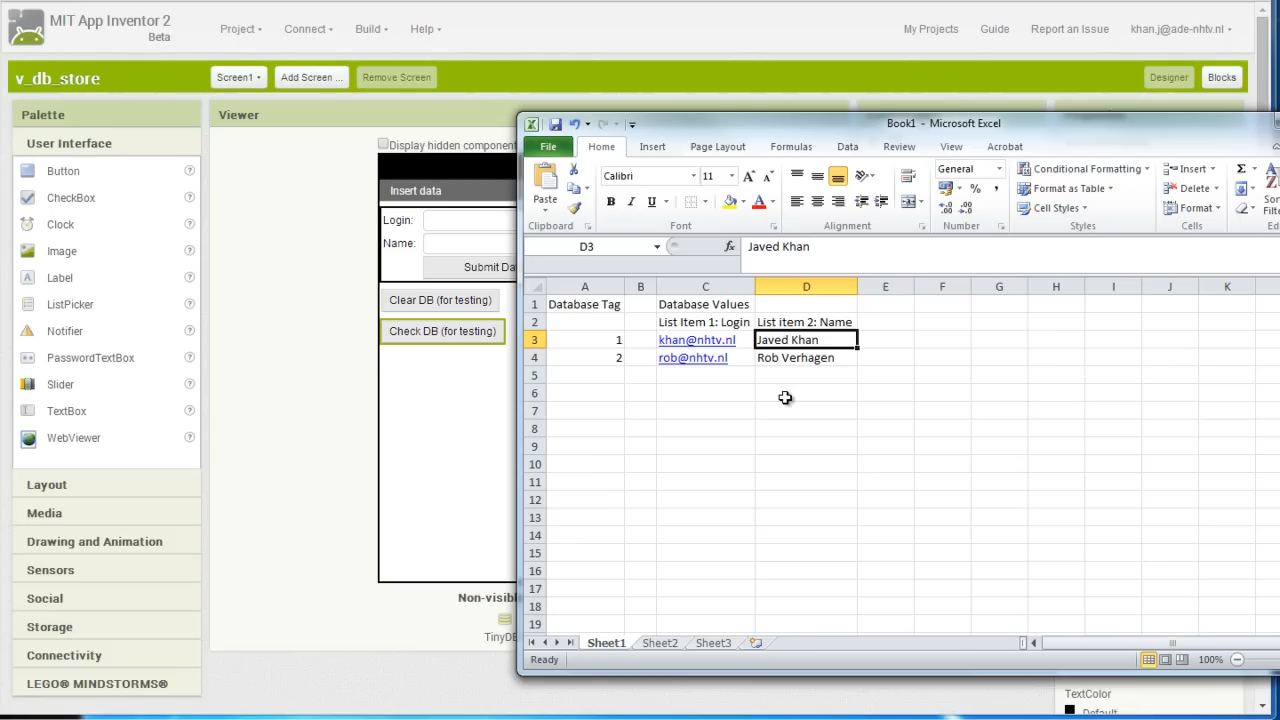 MIT App Inventor 2
Beta
Project Connect Build Help
My Projects Guide Report an Issue khan.j@ade-nhtv.nl
v_db_store
Screen1 Add Screen ... Remove Screen
Designer Blocks
Palette
User Interface
Button
CheckBox
Clock
Image
Label
ListPicker
Notifier
PasswordTextBox
Slider
TextBox
WebViewer
Layout
Media
Drawing and Animation
Sensors
Social
Storage
Connectivity
LEGO® MINDSTORMS®
Viewer
Display hidden component
Insert data
Login:
Name:
Submit Da
Clear DB (for testing)
Check DB (for testing)
Non-visibl
TinyDB
Book1 - Microsoft Excel
File Home Insert Page Layout Formulas Data Review View Acrobat
Paste
Clipboard
Calibri 11
B I U
Font
Alignment
General
Number
Conditional Formatting
Format as Table
Cell Styles
Styles
Insert
Delete
Format
Cells
Sort
Filt
Ed
D3 fx Javed Khan
A B C D E F G H I J K
1 Database Tag Database Values
2 List Item 1: Login List item 2: Name
3 1 khan@nhtv.nl Javed Khan
4 2 rob@nhtv.nl Rob Verhagen
5
6
7
8
9
10
11
12
13
14
15
16
17
18
19
Sheet1 Sheet2 Sheet3
Ready 100%
TextColor
Default